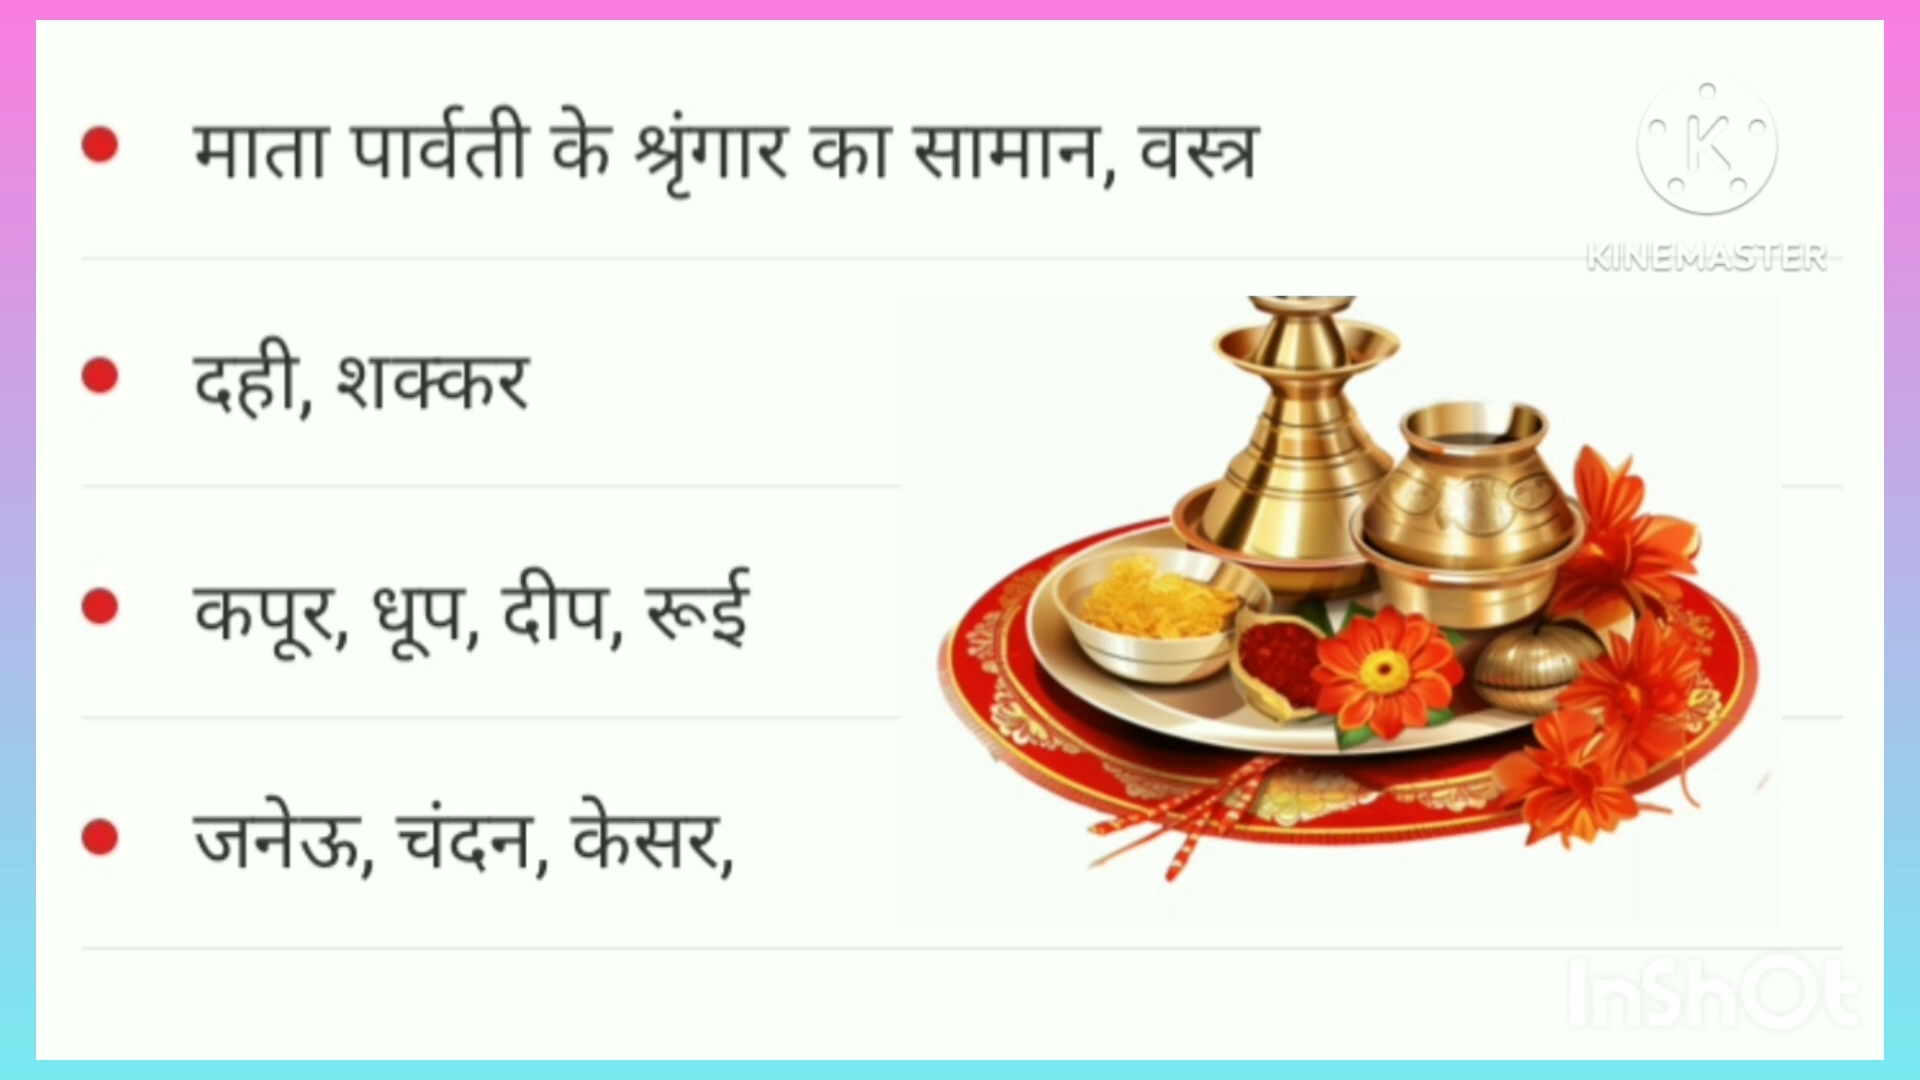 माता पार्वती के श्रृंगार का सामान, वस्त्र
K
KINEMASTER
दही, शक्कर
कपूर, धूप, दीप, रूई
जनेऊ, चंदन, केसर,
InShOt